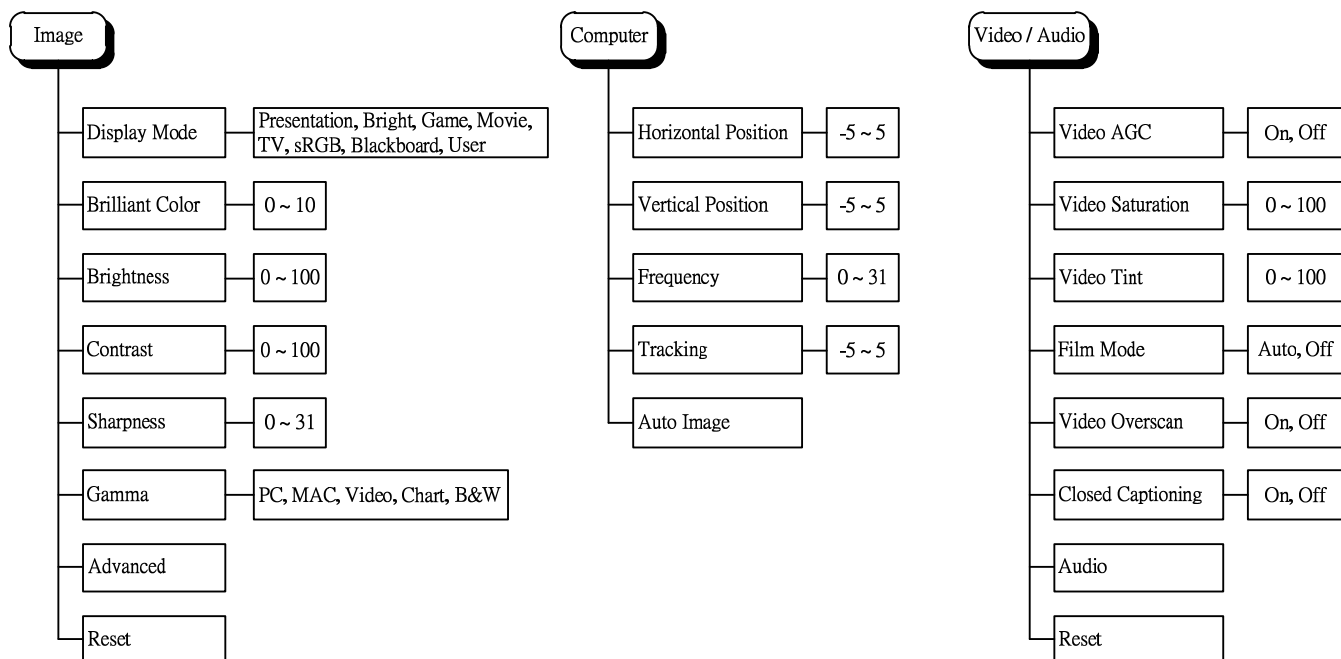 Image
Display Mode
Presentation, Bright, Game, Movie,
TV, sRGB, Blackboard, User
Brilliant Color
0 ~ 10
Brightness
0 ~ 100
Contrast
0 ~ 100
Sharpness
0 ~ 31
Gamma
PC, MAC, Video, Chart, B&W
Advanced
Reset
Computer
Horizontal Position
-5 ~ 5
Vertical Position
-5 ~ 5
Frequency
0 ~ 31
Tracking
-5 ~ 5
Auto Image
Video / Audio
Video AGC
On, Off
Video Saturation
0 ~ 100
Video Tint
0 ~ 100
Film Mode
Auto, Off
Video Overscan
On, Off
Closed Captioning
On, Off
Audio
Reset